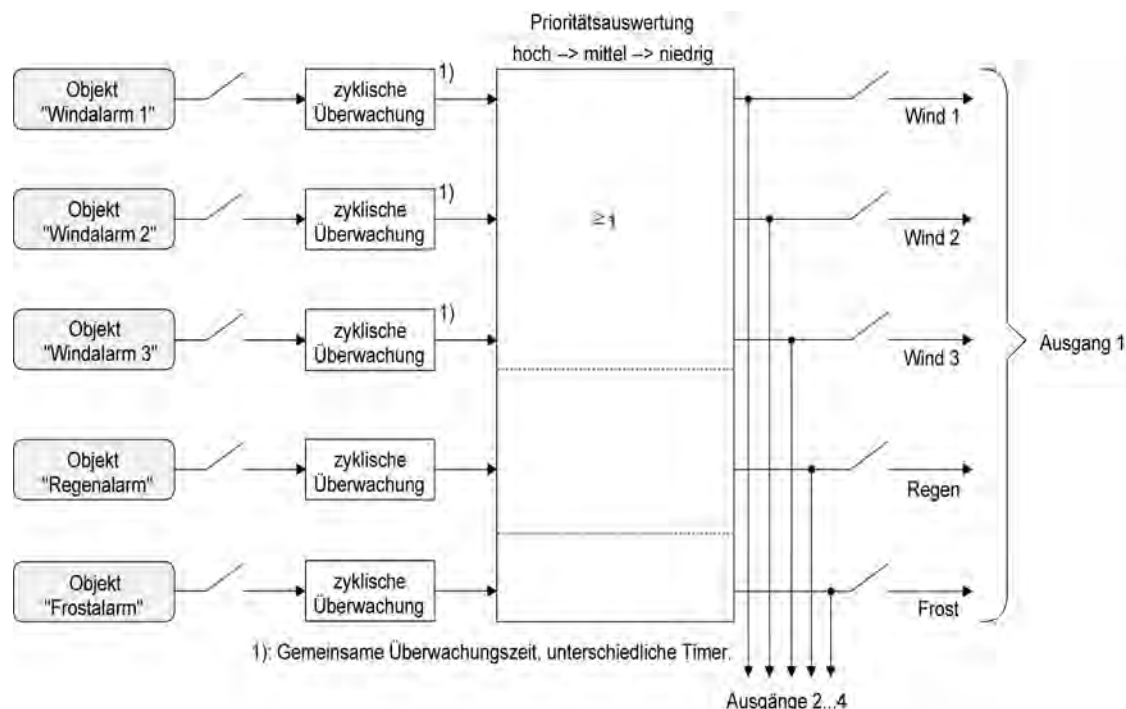 Prioritätsauswertung
hoch --> mittel --> niedrig
Objekt
"Windalarm 1"
zyklische
Überwachung
1)
Wind 1
Objekt
"Windalarm 2"
zyklische
Überwachung
1)
≥1
Wind 2
Objekt
"Windalarm 3"
zyklische
Überwachung
1)
Wind 3
Ausgang 1
Objekt
"Regenalarm"
zyklische
Überwachung
Regen
Objekt
"Frostalarm"
zyklische
Überwachung
Frost
1): Gemeinsame Überwachungszeit, unterschiedliche Timer.
Ausgänge 2...4